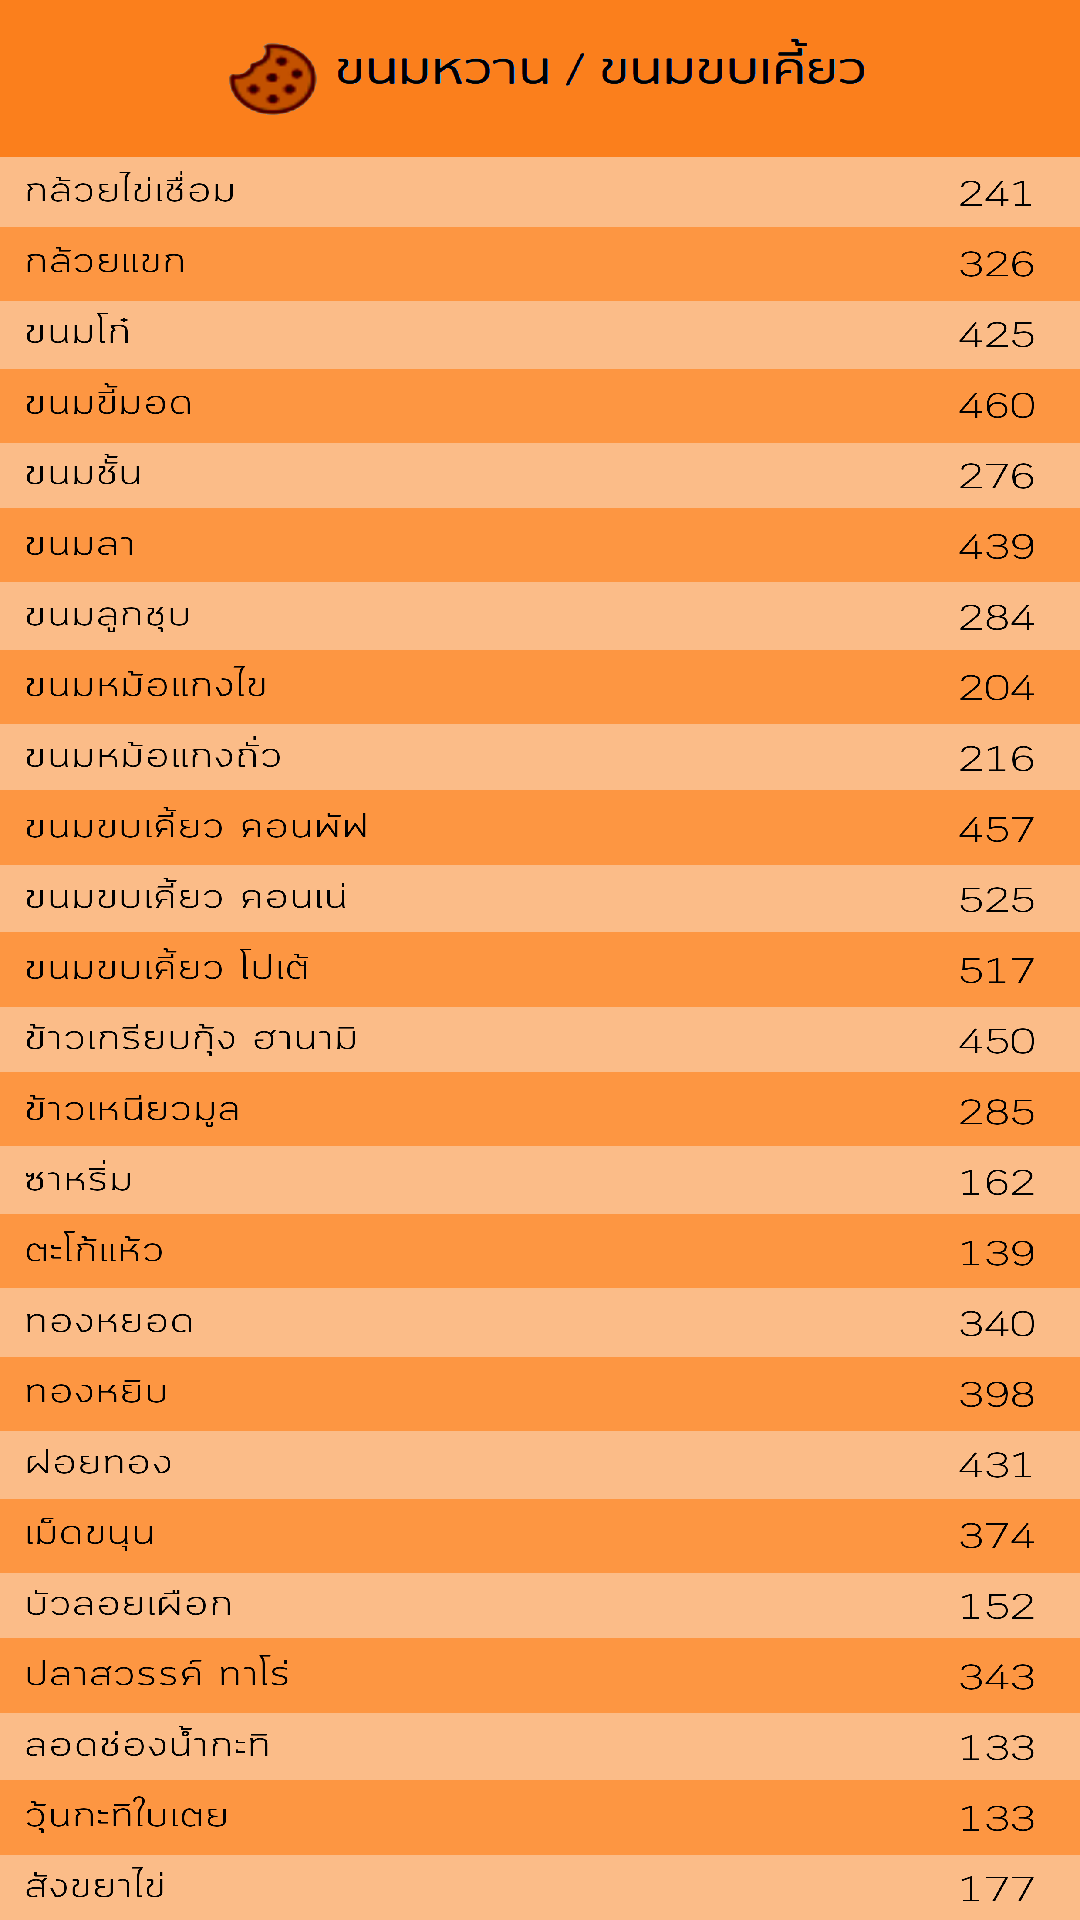 ขนมหวาน / ขนมขบเคี้ยว
กล้วยไข่เชื่อม 241
กล้วยแขก 326
ขนมโก๋ 425
ขนมขี้มอด 460
ขนมชั้น 276
ขนมลา 439
ขนมลูกชุบ 284
ขนมหม้อแกงไข 204
ขนมหม้อแกงถั่ว 216
ขนมขบเคี้ยว คอนพัฟ 457
ขนมขบเคี้ยว คอนเน่ 525
ขนมขบเคี้ยว โปเต้ 517
ข้าวเกรียบกุ้ง ฮานามิ 450
ข้าวเหนียวมูล 285
ซาหริ่ม 162
ตะโก้แห้ว 139
ทองหยอด 340
ทองหยิบ 398
ฝอยทอง 431
เม็ดขนุน 374
บัวลอยเผือก 152
ปลาสวรรค์ ทาโร่ 343
ลอดช่องน้ำกะทิ 133
วุ้นกะทิใบเตย 133
สังขยาไข่ 177